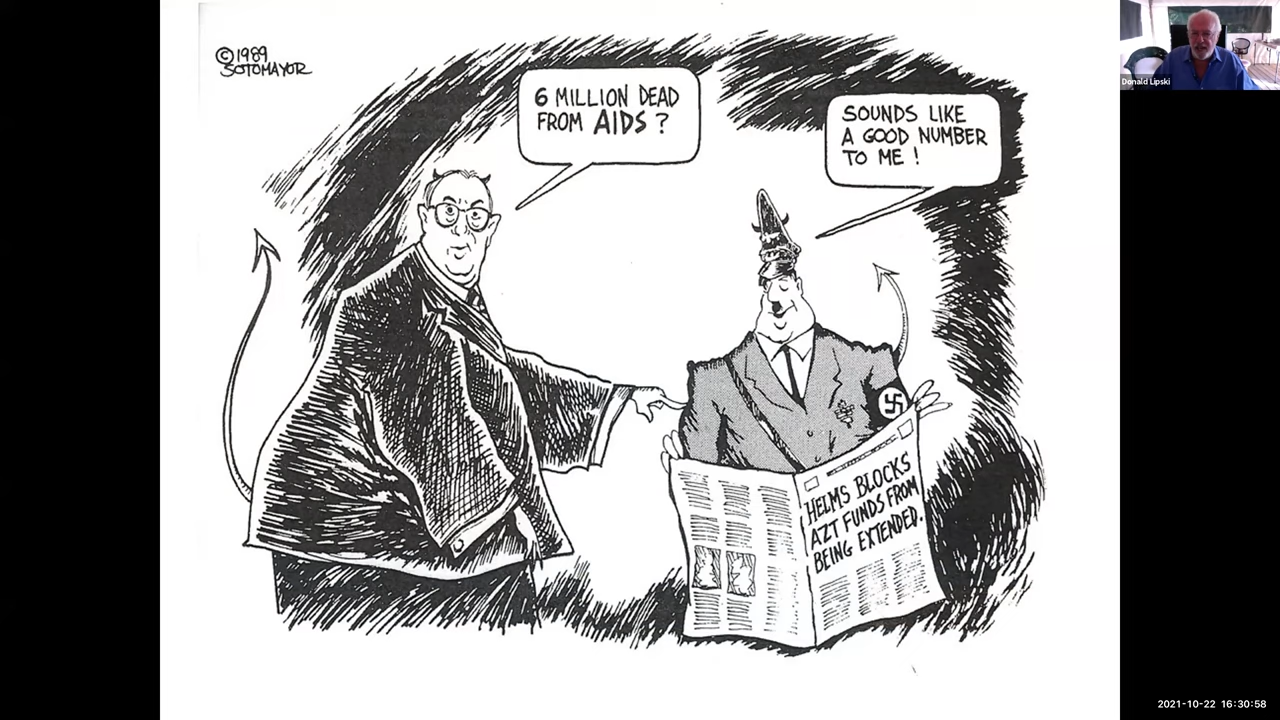 ©1989
SOTOMAYOR
6 MILLION DEAD
FROM AIDS ?
SOUNDS LIKE
A GOOD NUMBER
TO ME !
HELMS BLOCKS
AZT FUNDS FROM
BEING EXTENDED.
Donald Lipski
2021-10-22 16:30:58